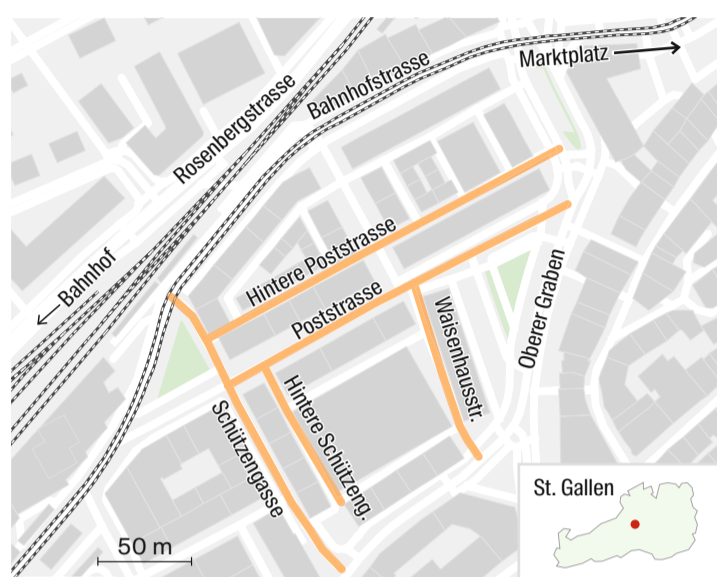 Marktplatz
Bahnhofstrasse
Rosenbergstrasse
Bahnhof
Hintere Poststrasse
Poststrasse
Oberer Graben
Waisenhausstr.
Hintere Schützeng.
Schützengasse
50 m
St. Gallen